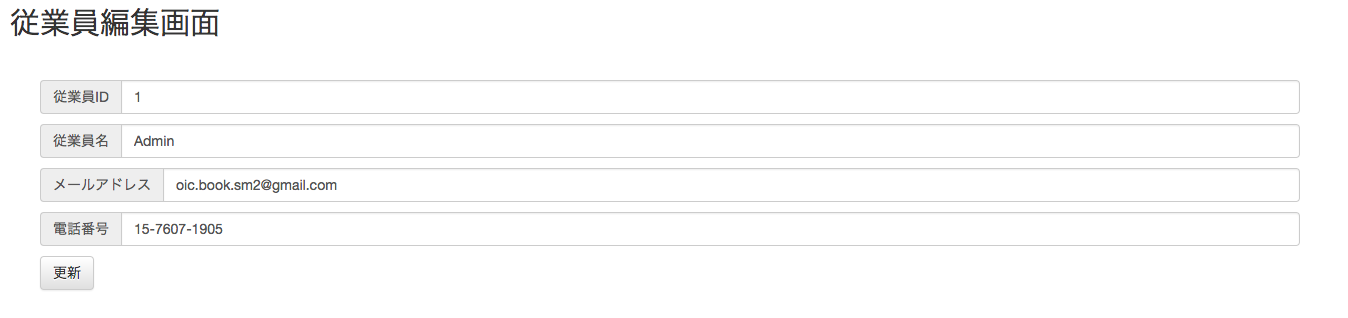 従業員編集画面
従業員ID 1
従業員名 Admin
メールアドレス oic.book.sm2@gmail.com
電話番号 15-7607-1905
更新